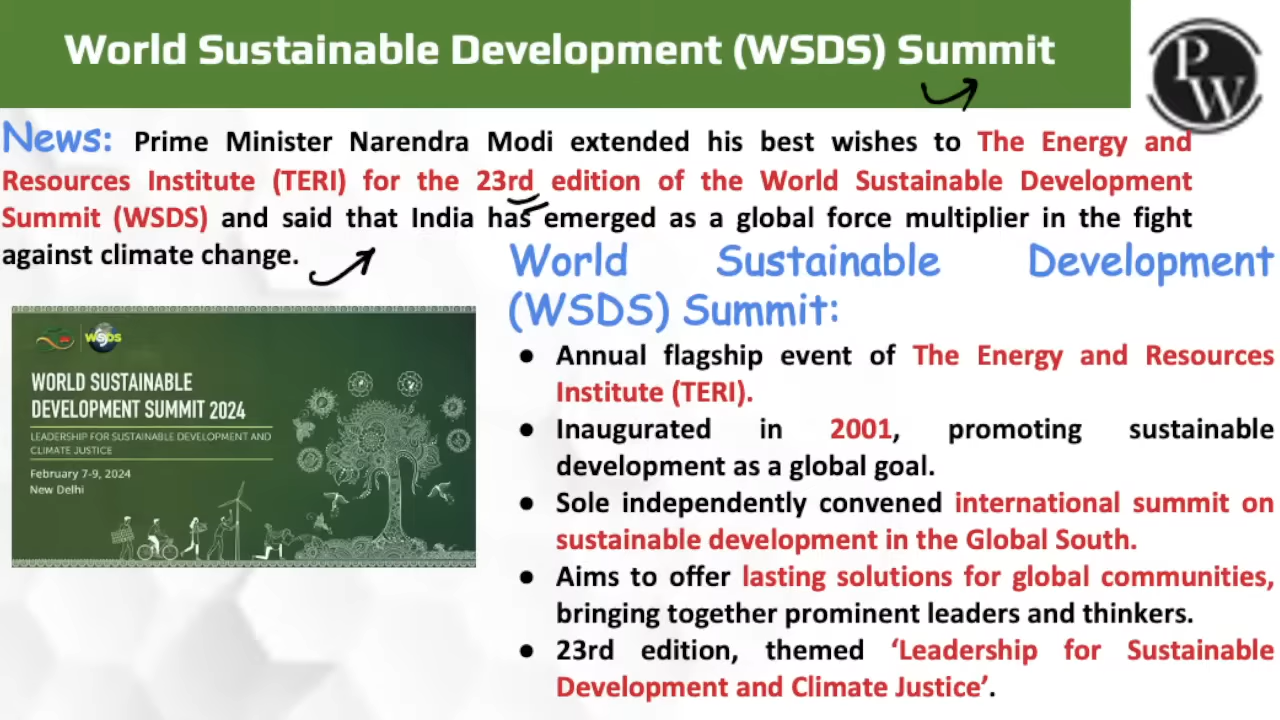 World Sustainable Development (WSDS) Summit
PW
News: Prime Minister Narendra Modi extended his best wishes to The Energy and
Resources Institute (TERI) for the 23rd edition of the World Sustainable Development
Summit (WSDS) and said that India has emerged as a global force multiplier in the fight
against climate change.
WSDS
WORLD SUSTAINABLE
DEVELOPMENT SUMMIT 2024
LEADERSHIP FOR SUSTAINABLE DEVELOPMENT AND
CLIMATE JUSTICE
February 7-9, 2024
New Delhi
World Sustainable Development
(WSDS) Summit:
● Annual flagship event of The Energy and Resources
Institute (TERI).
● Inaugurated in 2001, promoting sustainable
development as a global goal.
● Sole independently convened international summit on
sustainable development in the Global South.
● Aims to offer lasting solutions for global communities,
bringing together prominent leaders and thinkers.
● 23rd edition, themed ‘Leadership for Sustainable
Development and Climate Justice’.